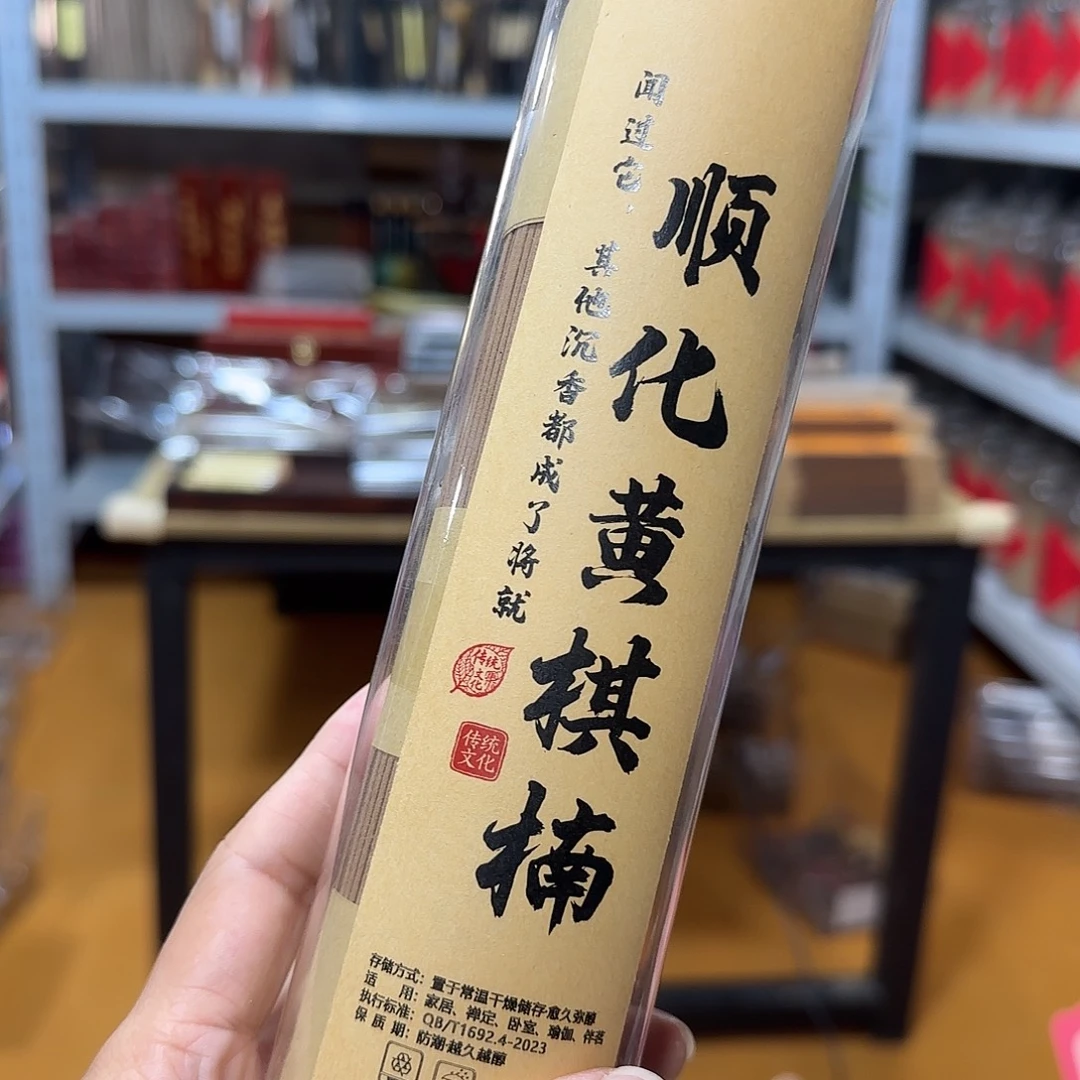 顺化黄棋楠
闻过它，
其他沉香都成了将就
传统
文化
传统
文化
存储方式：置于常温干燥储存·愈久弥醇
适 用：家居、禅定、卧室、瑜伽、伴茗
执行标准：QB/T1692.4-2023
保 质 期：防潮·越久越醇